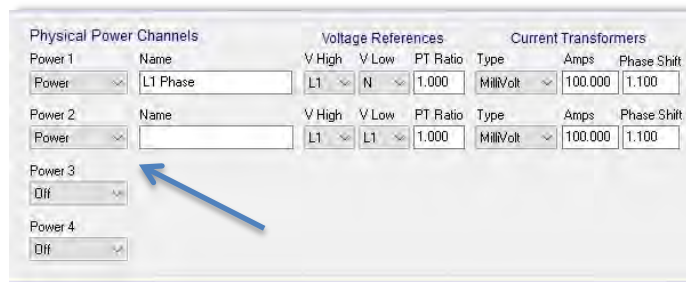 Physical Power Channels Voltage References Current Transformers
Power 1 Name V High V Low PT Ratio Type Amps Phase Shift
Power L1 Phase L1 N 1.000 MilliVolt 100.000 1.100
Power 2 Name V High V Low PT Ratio Type Amps Phase Shift
Power L1 L1 1.000 MilliVolt 100.000 1.100
Power 3
Off
Power 4
Off